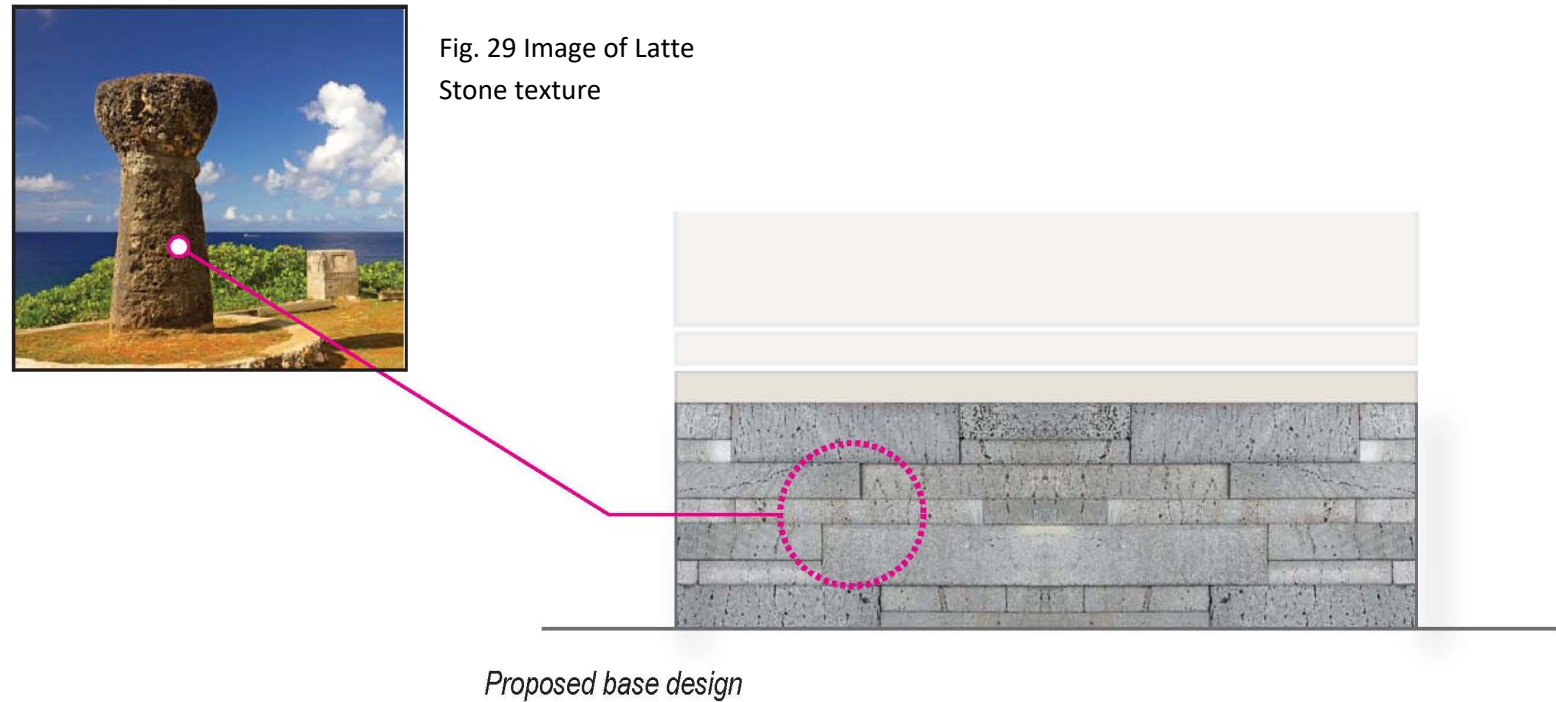 Fig. 29 Image of Latte
Stone texture
Proposed base design